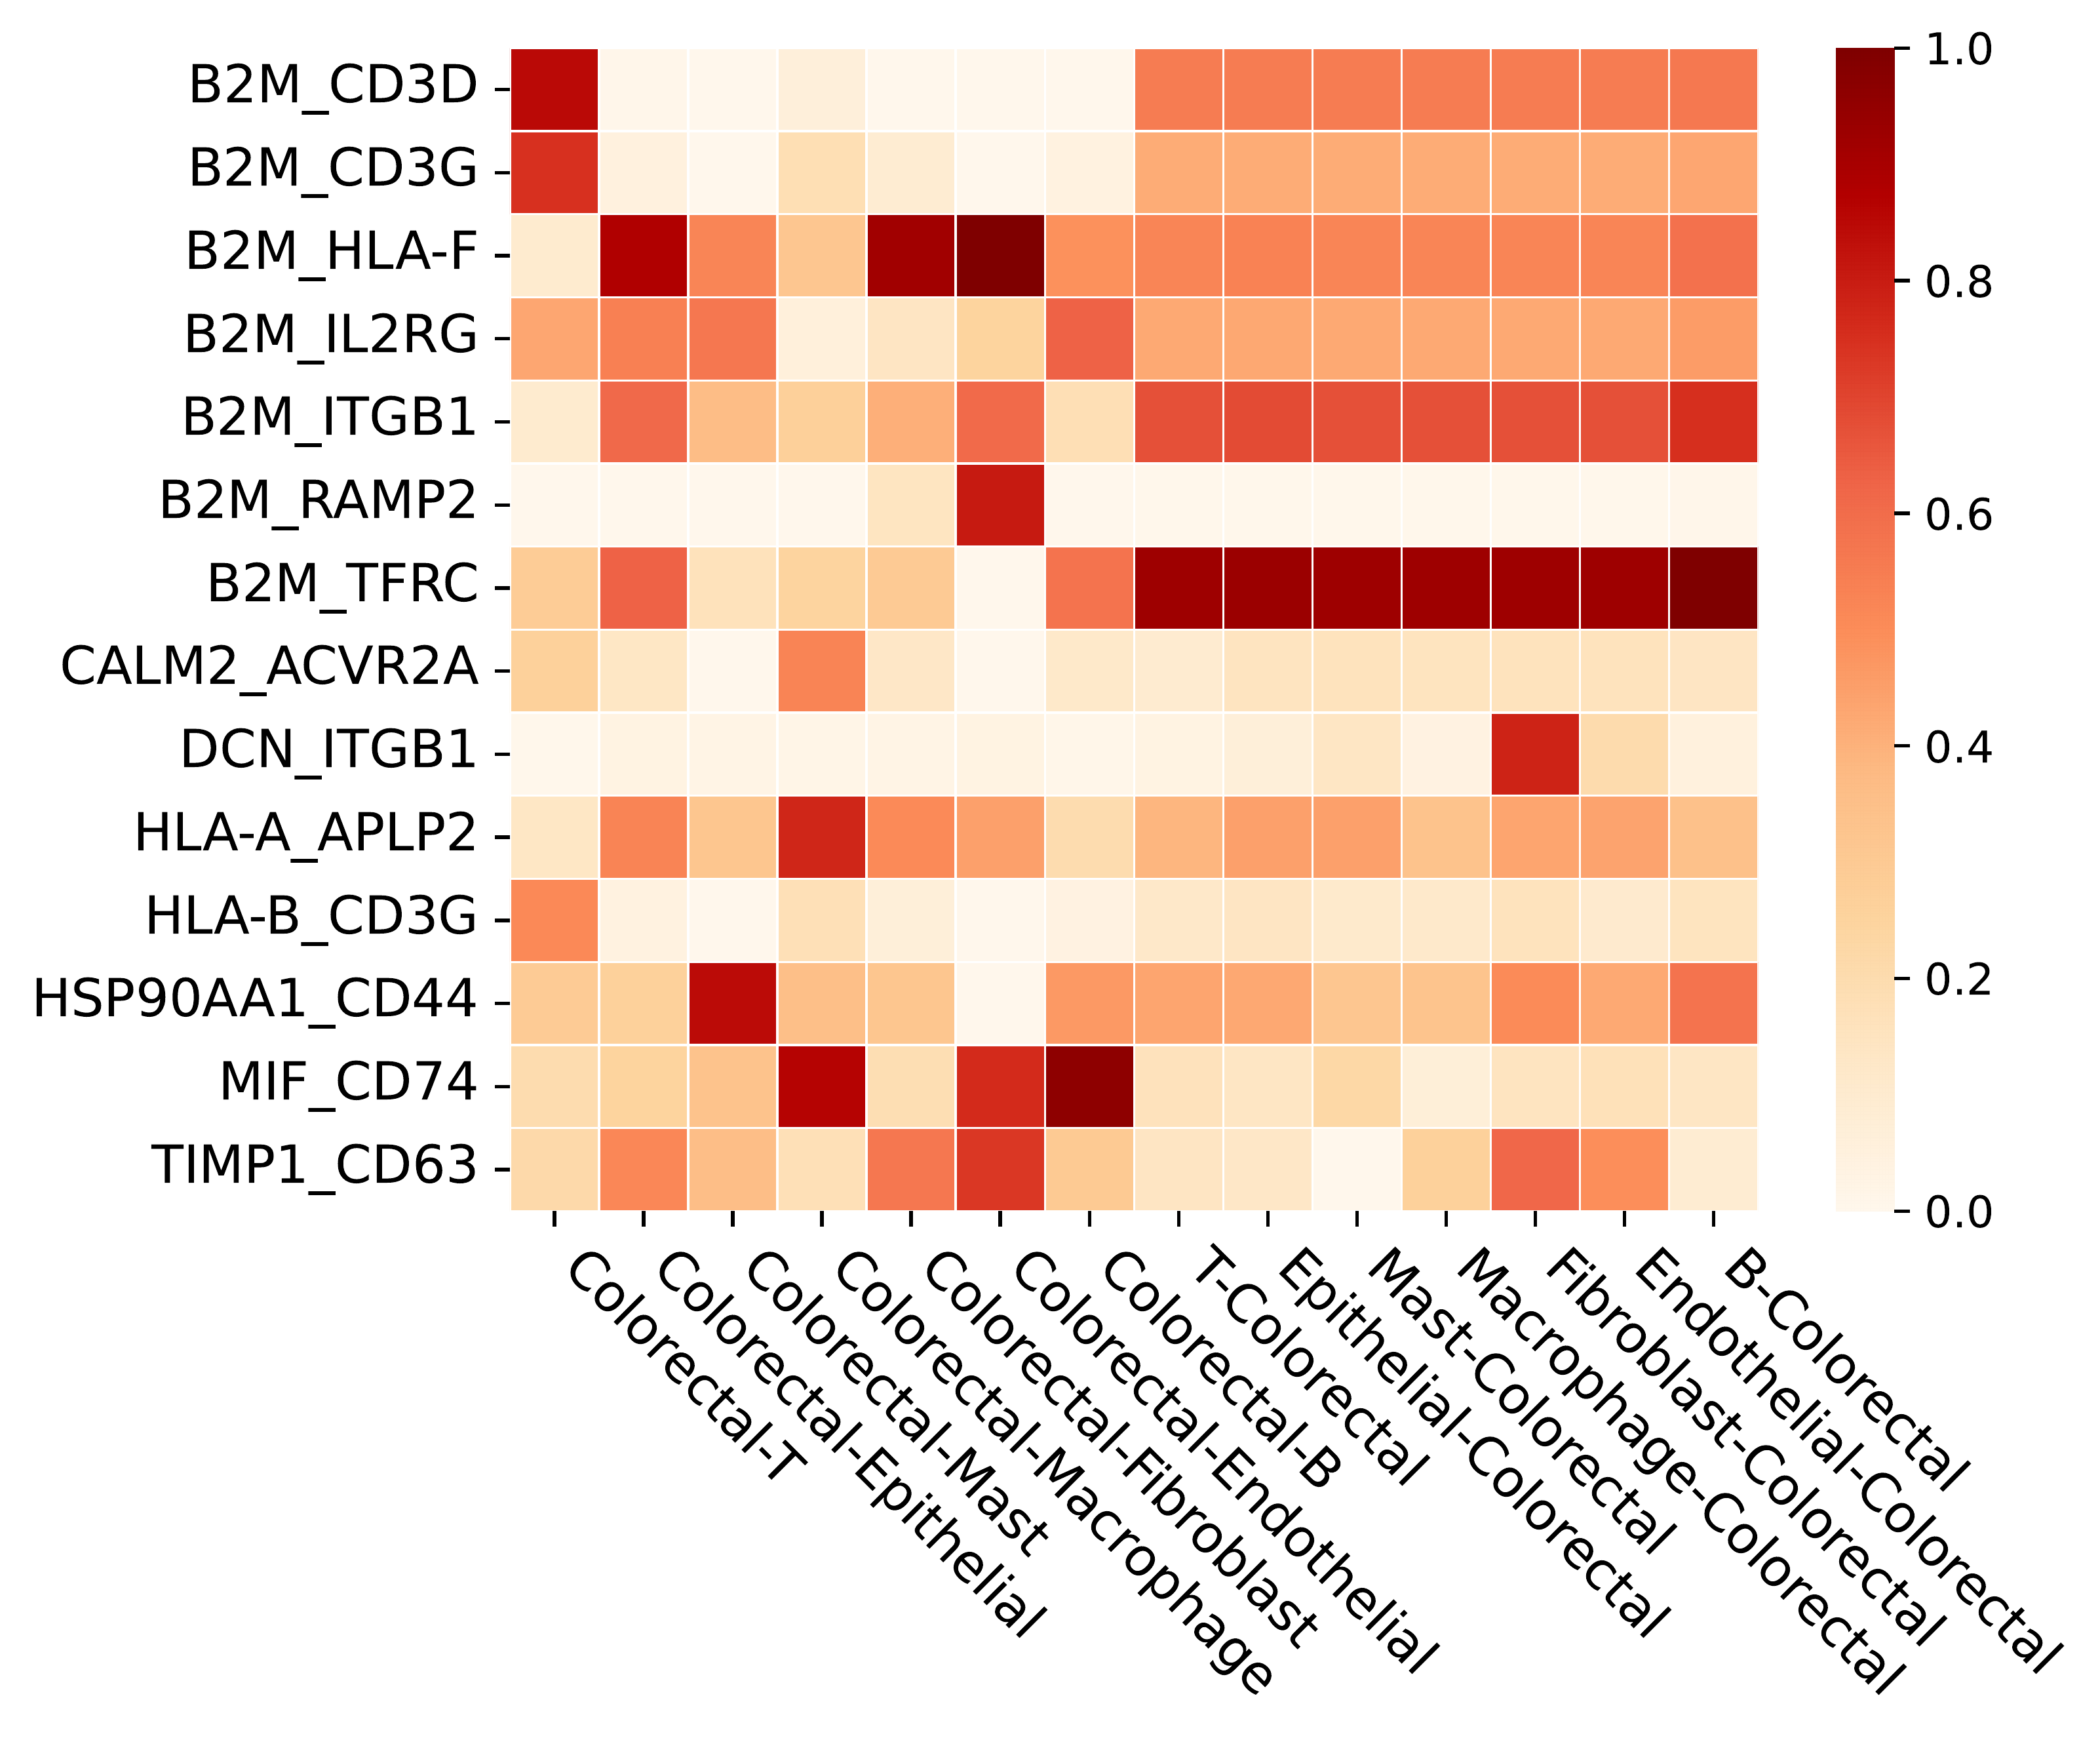 B2M_CD3D
B2M_CD3G
B2M_HLA-F
B2M_IL2RG
B2M_ITGB1
B2M_RAMP2
B2M_TFRC
CALM2_ACVR2A
DCN_ITGB1
HLA-A_APLP2
HLA-B_CD3G
HSP90AA1_CD44
MIF_CD74
TIMP1_CD63
Colorectal-T
Colorectal-Epithelial
Colorectal-Mast
Colorectal-Macrophage
Colorectal-Fibroblast
Colorectal-Endothelial
Colorectal-B
T-Colorectal
Epithelial-Colorectal
Mast-Colorectal
Macrophage-Colorectal
Fibroblast-Colorectal
Endothelial-Colorectal
B-Colorectal
1.0
0.8
0.6
0.4
0.2
0.0